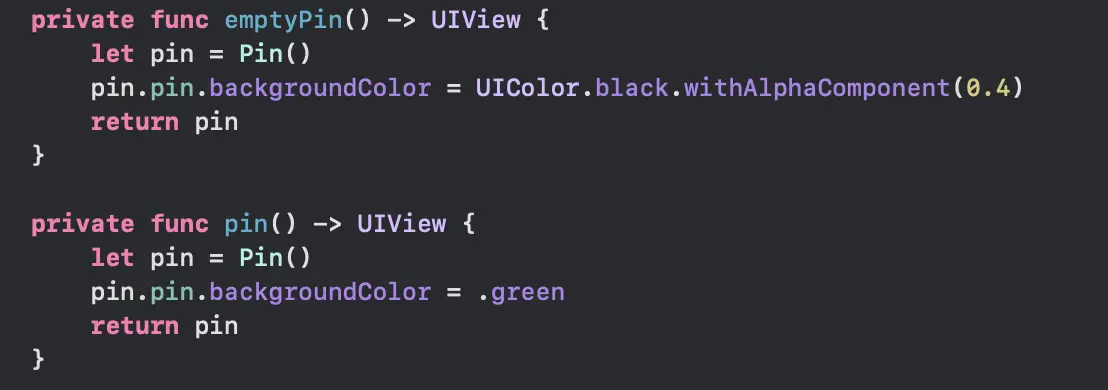 private func emptyPin() -> UIView {
    let pin = Pin()
    pin.pin.backgroundColor = UIColor.black.withAlphaComponent(0.4)
    return pin
}

private func pin() -> UIView {
    let pin = Pin()
    pin.pin.backgroundColor = .green
    return pin
}